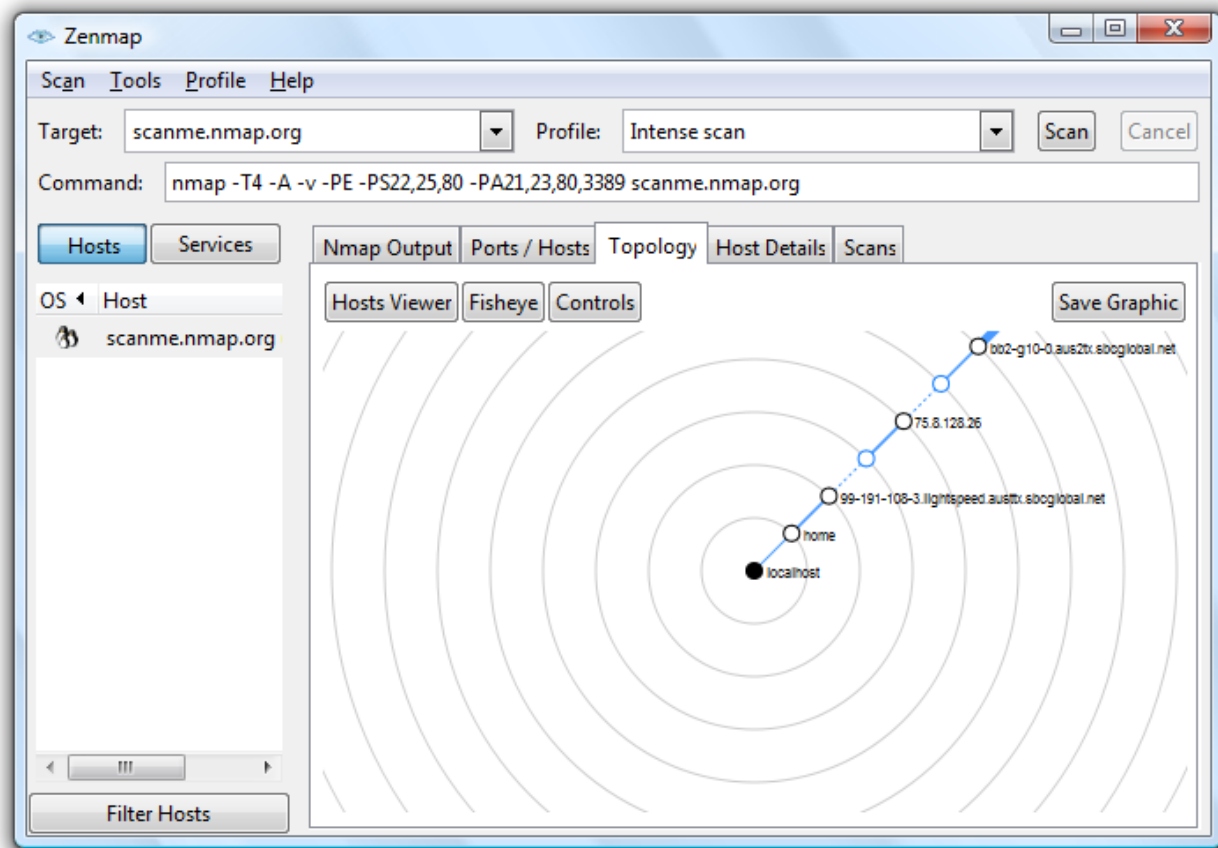 Zenmap
Scan Tools Profile Help
Target: scanme.nmap.org Profile: Intense scan Scan Cancel
Command: nmap -T4 -A -v -PE -PS22,25,80 -PA21,23,80,3389 scanme.nmap.org
Hosts Services
Nmap Output Ports / Hosts Topology Host Details Scans
OS Host
scanme.nmap.org
Hosts Viewer Fisheye Controls Save Graphic
bb2-g10-0.aus2tx.sbcglobal.net
75.8.128.26
99-191-108-3.lightspeed.austtx.sbcglobal.net
home
localhost
Filter Hosts